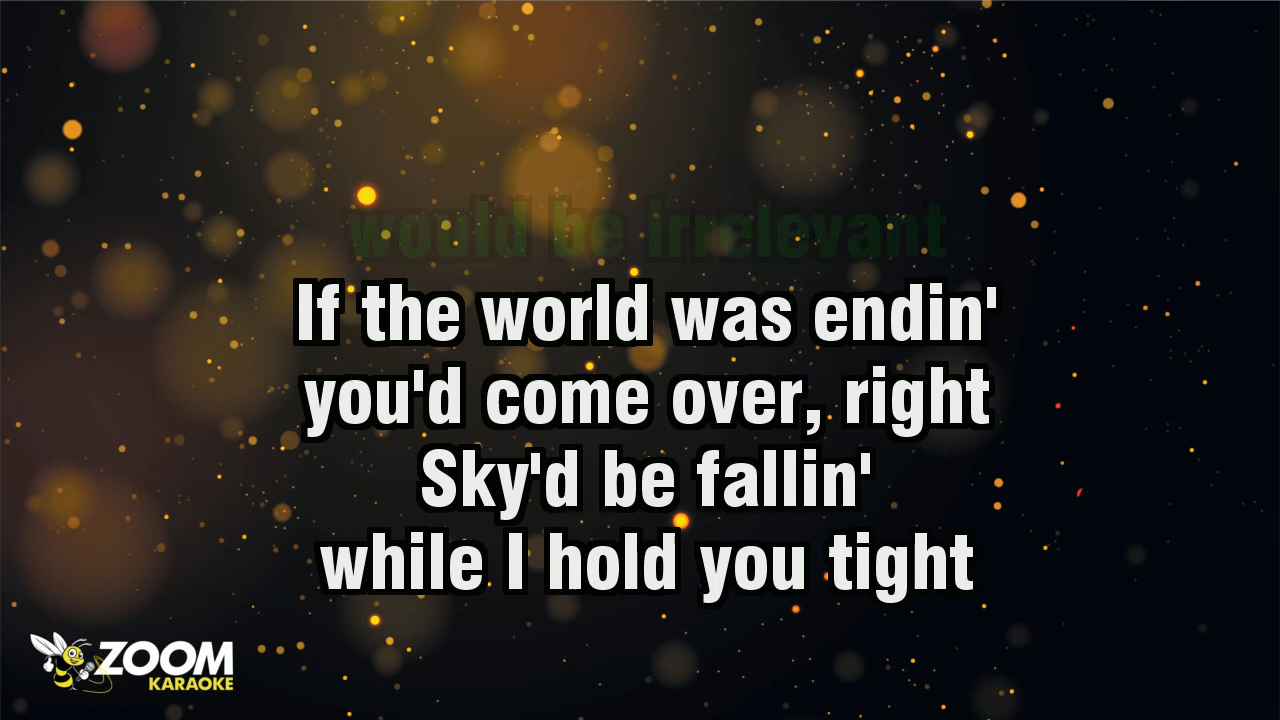 would be irrelevant
If the world was endin'
you'd come over, right
Sky'd be fallin'
while I hold you tight
ZOOM
KARAOKE